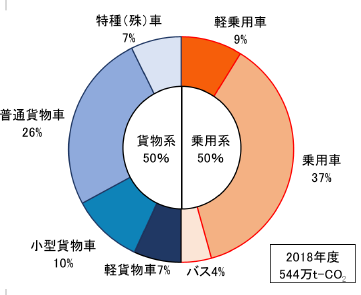 特種（殊）車
7%
軽乗用車
9%
普通貨物車
26%
貨物系
50%
乗用系
50%
乗用車
37%
小型貨物車
10%
軽貨物車7%
バス4%
2018年度
544万t-CO2